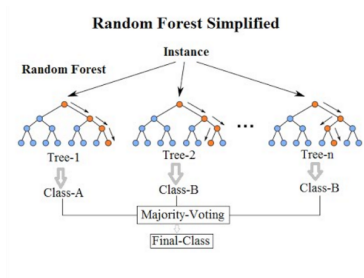 Random Forest Simplified
Instance
Random Forest
...
Tree-1 Tree-2 Tree-n
Class-A Class-B Class-B
Majority-Voting
Final-Class